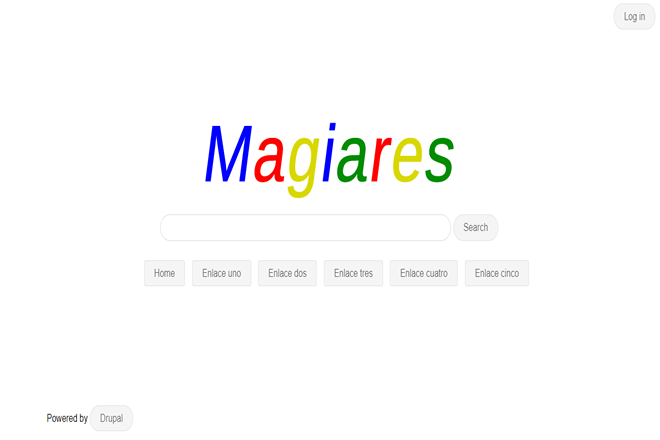 Log in
Magiares
Search
Home Enlace uno Enlace dos Enlace tres Enlace cuatro Enlace cinco
Powered by Drupal